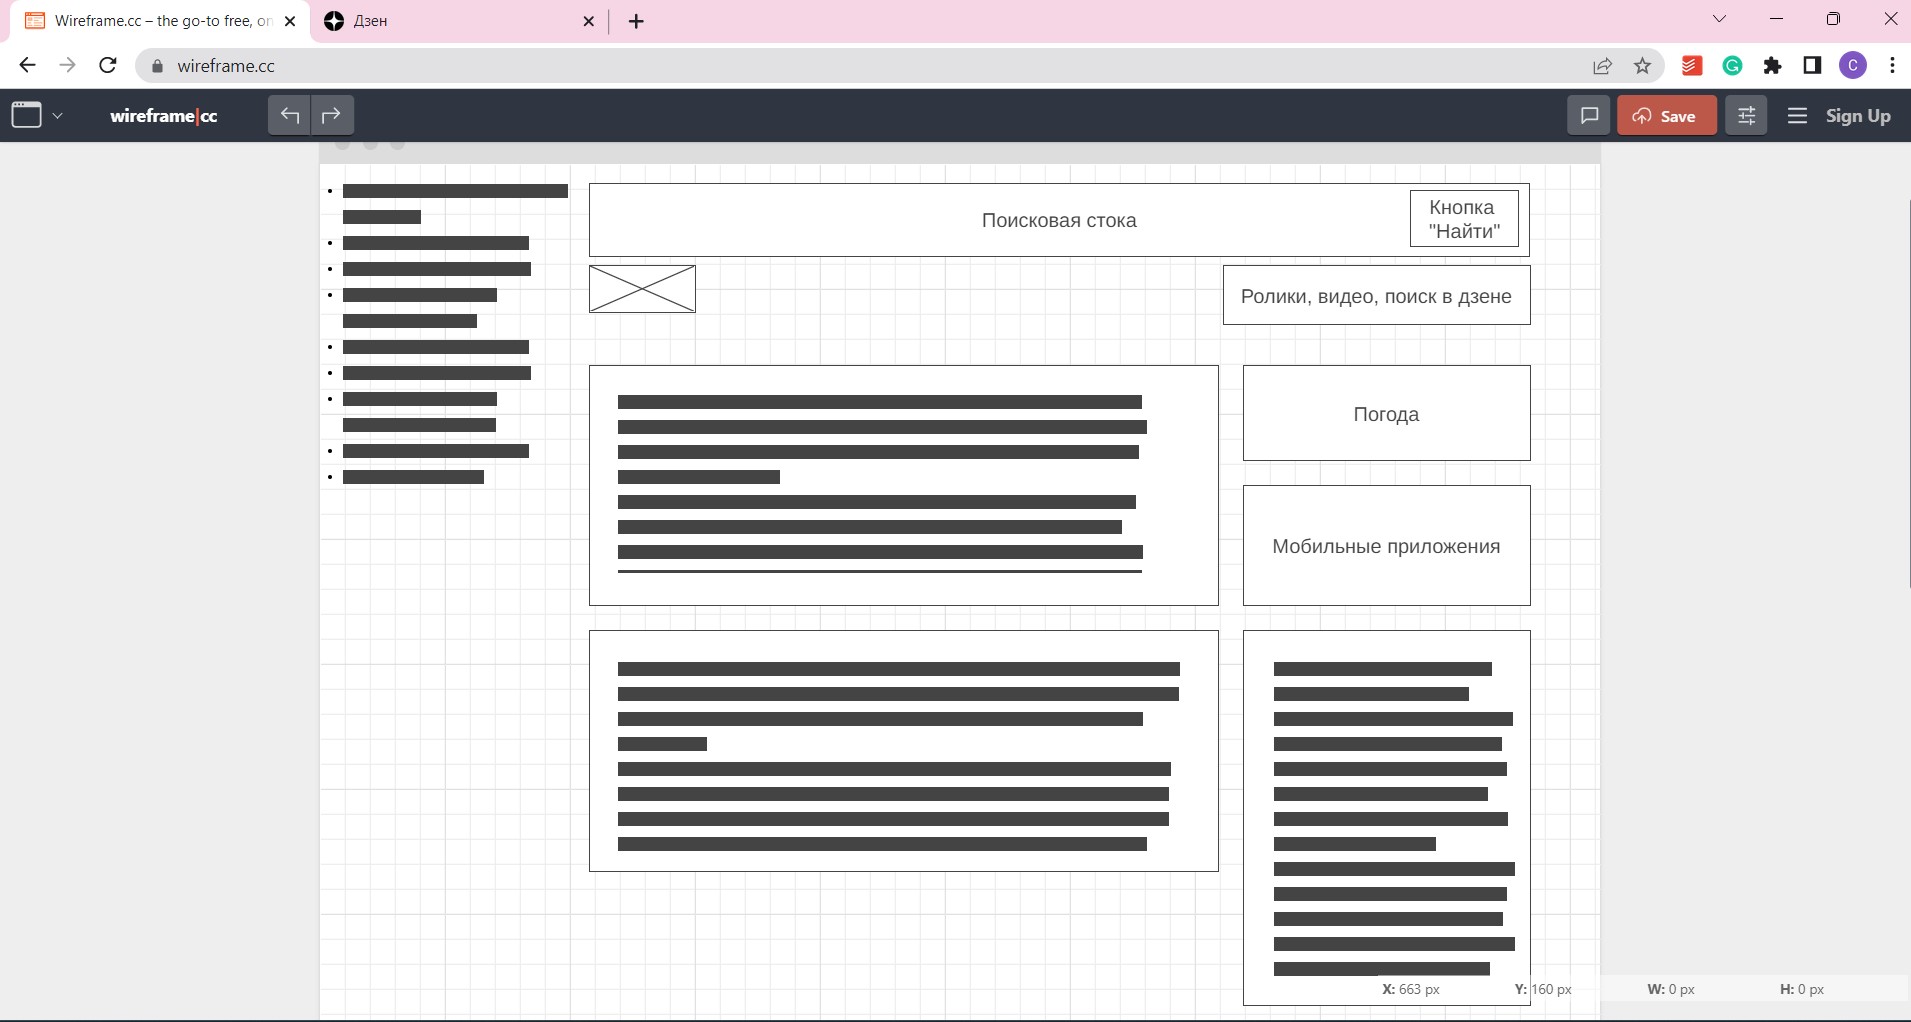 Wireframe.cc – the go-to free, on
Дзен
wireframe.cc
C
wireframe|cc
Save
Sign Up
Поисковая стока
Кнопка
"Найти"
Ролики, видео, поиск в дзене
Погода
Мобильные приложения
X: 663 px Y: 160 px W: 0 px H: 0 px